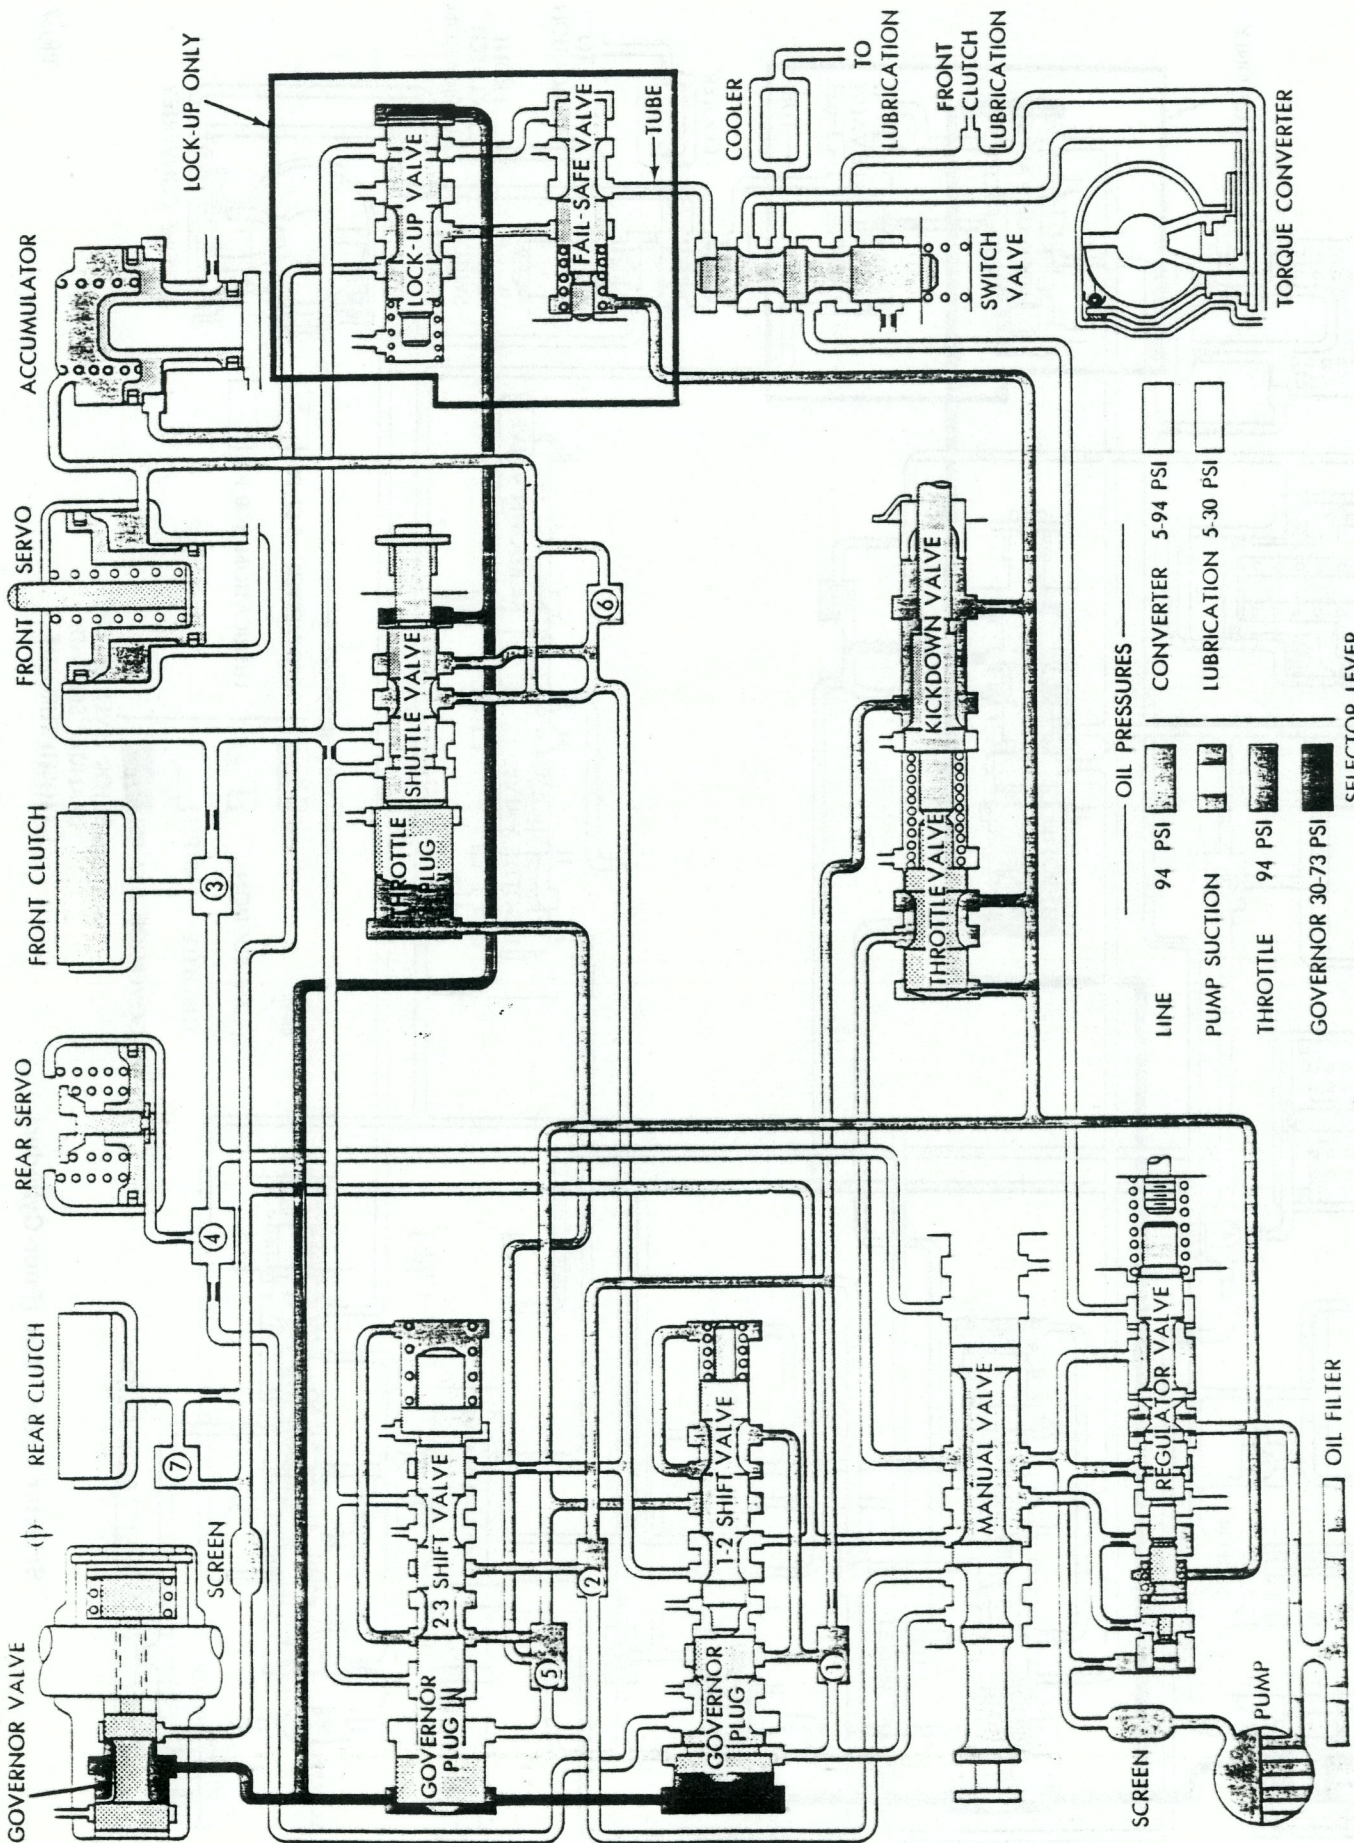 GOVERNOR VALVE
REAR CLUTCH
REAR SERVO
FRONT CLUTCH
FRONT SERVO
ACCUMULATOR
LOCK-UP ONLY
SCREEN
7
4
3
6
LOCK-UP VALVE
FAIL-SAFE VALVE
TUBE
THROTTLE
PLUG
SHUTTLE VALVE
GOVERNOR
PLUG
2-3 SHIFT VALVE
5
2
GOVERNOR
PLUG
1-2 SHIFT VALVE
1
COOLER
TO
LUBRICATION
FRONT
CLUTCH
LUBRICATION
SWITCH
VALVE
TORQUE CONVERTER
THROTTLE VALVE
KICKDOWN VALVE
MANUAL VALVE
REGULATOR VALVE
SCREEN
PUMP
OIL FILTER
OIL PRESSURES
LINE 94 PSI
PUMP SUCTION
THROTTLE 94 PSI
GOVERNOR 30-73 PSI
CONVERTER 5-94 PSI
LUBRICATION 5-30 PSI
SELECTOR LEVER